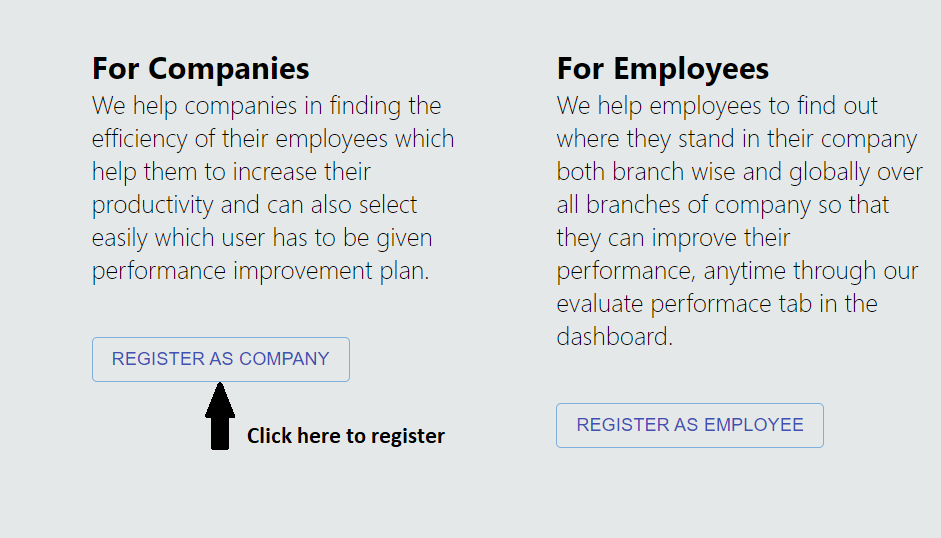 For Companies
We help companies in finding the
efficiency of their employees which
help them to increase their
productivity and can also select
easily which user has to be given
performance improvement plan.
REGISTER AS COMPANY
Click here to register
For Employees
We help employees to find out
where they stand in their company
both branch wise and globally over
all branches of company so that
they can improve their
performance, anytime through our
evaluate performace tab in the
dashboard.
REGISTER AS EMPLOYEE